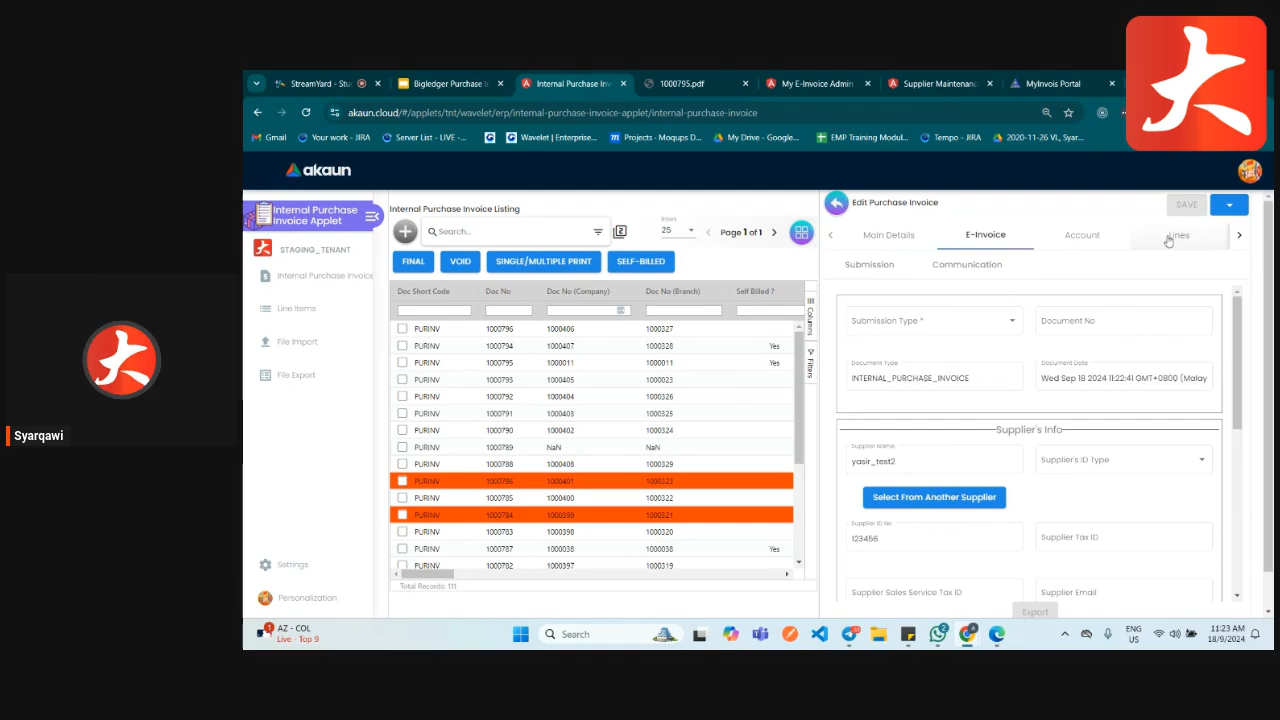 StreamYard - Stu
Bigledger Purchase I
Internal Purchase Inv
1000795.pdf
My E-Invoice Admin
Supplier Maintenanc
MyInvois Portal
akaun.cloud/#/applets/tnt/wavelet/erp/internal-purchase-invoice-applet/internal-purchase-invoice
Gmail
Your work - JIRA
Server List - LIVE -...
Wavelet | Enterprise...
Projects - Moqups D...
My Drive - Google...
EMP Training Modul...
Tempo - JIRA
2020-11-26 VL, Syar...
akaun
Internal Purchase
Invoice Applet
STAGING_TENANT
Internal Purchase Invoic
Line Items
File Import
File Export
Settings
Personalization
Internal Purchase Invoice Listing
Search...
Rows
25
Page 1 of 1
FINAL
VOID
SINGLE/MULTIPLE PRINT
SELF-BILLED
Doc Short Code Doc No Doc No (Company) Doc No (Branch) Self Billed ?
PURINV 1000796 1000406 1000327
PURINV 1000794 1000407 1000328 Yes
PURINV 1000795 1000011 1000011 Yes
PURINV 1000793 1000405 1000023
PURINV 1000792 1000404 1000326
PURINV 1000791 1000403 1000325
PURINV 1000790 1000402 1000324
PURINV 1000789 NaN NaN
PURINV 1000788 1000408 1000329
PURINV 1000786 1000401 1000323
PURINV 1000785 1000400 1000322
PURINV 1000784 1000399 1000321
PURINV 1000783 1000398 1000320
PURINV 1000787 1000038 1000038 Yes
PURINV 1000782 1000397 1000319
Total Records: 111
Columns
Filters
Edit Purchase Invoice
SAVE
Main Details
E-Invoice
Account
Lines
Submission
Communication
Submission Type *
Document No
Document Type
INTERNAL_PURCHASE_INVOICE
Document Date
Wed Sep 18 2024 11:22:41 GMT+0800 (Malay
Supplier's Info
Supplier Name
yasir_test2
Supplier's ID Type
Select From Another Supplier
Supplier ID No
123456
Supplier Tax ID
Supplier Sales Service Tax ID
Supplier Email
Export
Syarqawi
1
AZ - COL
Live - Top 9
Search
2
ENG
US
11:23 AM
18/9/2024